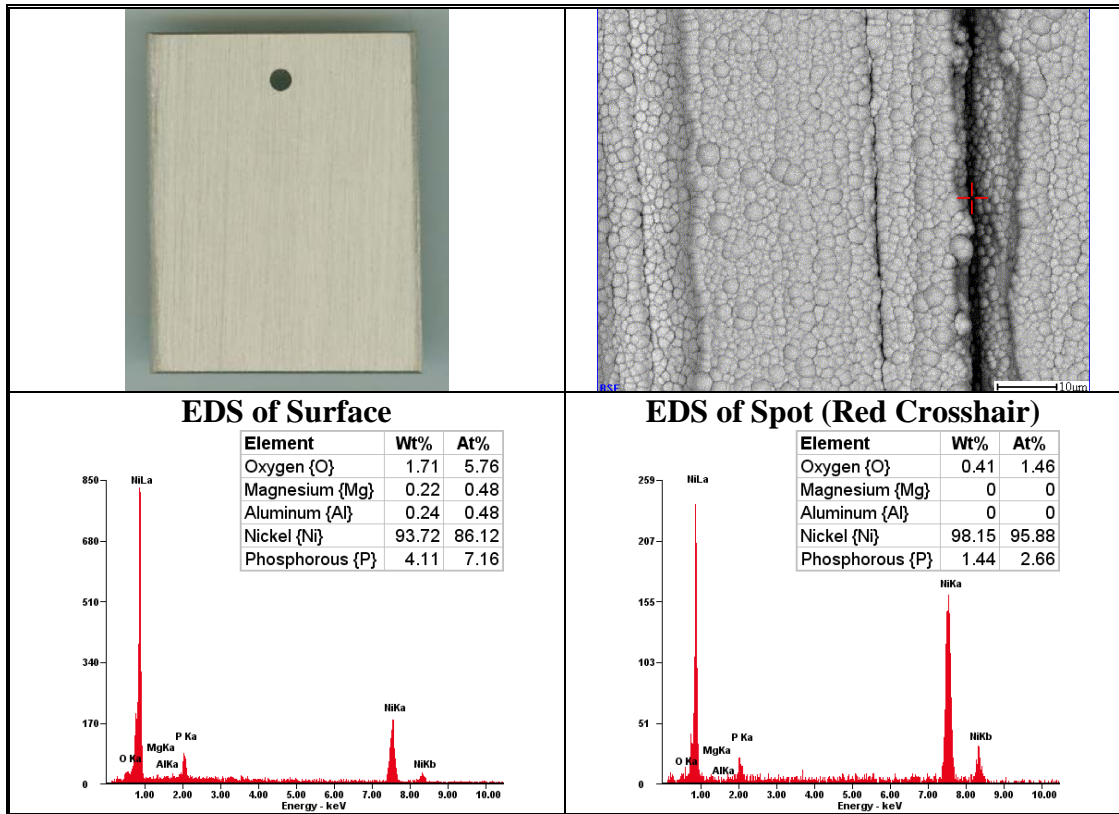 BSE
10µm
EDS of Surface
Element Wt% At%
Oxygen {O} 1.71 5.76
Magnesium {Mg} 0.22 0.48
Aluminum {Al} 0.24 0.48
Nickel {Ni} 93.72 86.12
Phosphorous {P} 4.11 7.16
850
680
510
340
170
0
NiLa
O Ka
MgKa
AlKa
P Ka
NiKa
NiKb
1.00 2.00 3.00 4.00 5.00 6.00 7.00 8.00 9.00 10.00
Energy - keV
EDS of Spot (Red Crosshair)
Element Wt% At%
Oxygen {O} 0.41 1.46
Magnesium {Mg} 0 0
Aluminum {Al} 0 0
Nickel {Ni} 98.15 95.88
Phosphorous {P} 1.44 2.66
259
207
155
103
51
0
NiLa
O Ka
MgKa
AlKa
P Ka
NiKa
NiKb
1.00 2.00 3.00 4.00 5.00 6.00 7.00 8.00 9.00 10.00
Energy - keV